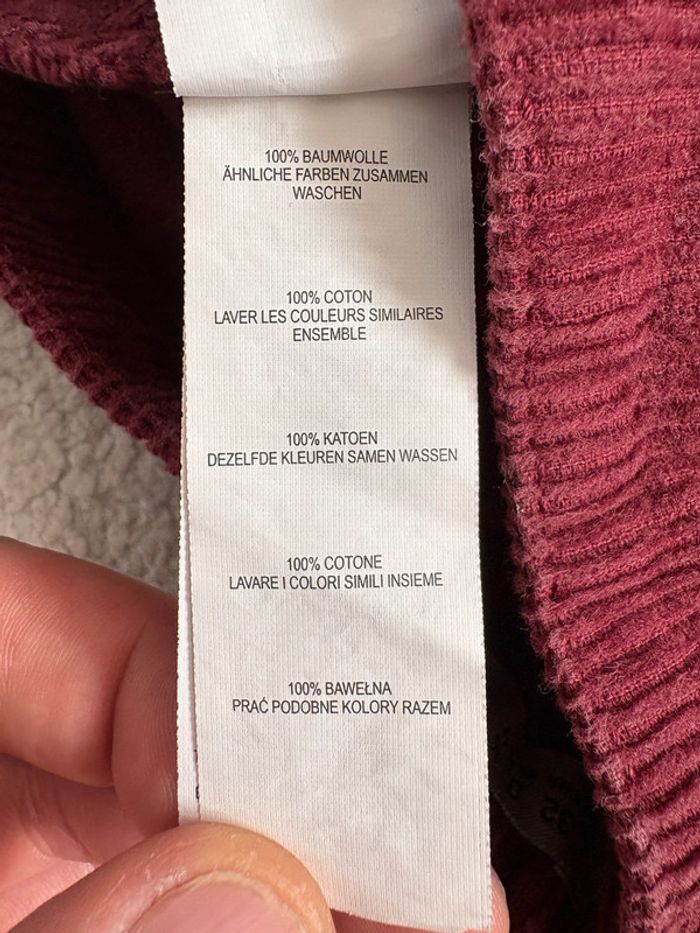 100% BAUMWOLLE
ÄHNLICHE FARBEN ZUSAMMEN
WASCHEN
100% COTON
LAVER LES COULEURS SIMILAIRES
ENSEMBLE
100% KATOEN
DEZELFDE KLEUREN SAMEN WASSEN
100% COTONE
LAVARE I COLORI SIMILI INSIEME
100% BAWEŁNA
PRAĆ PODOBNE KOLORY RAZEM